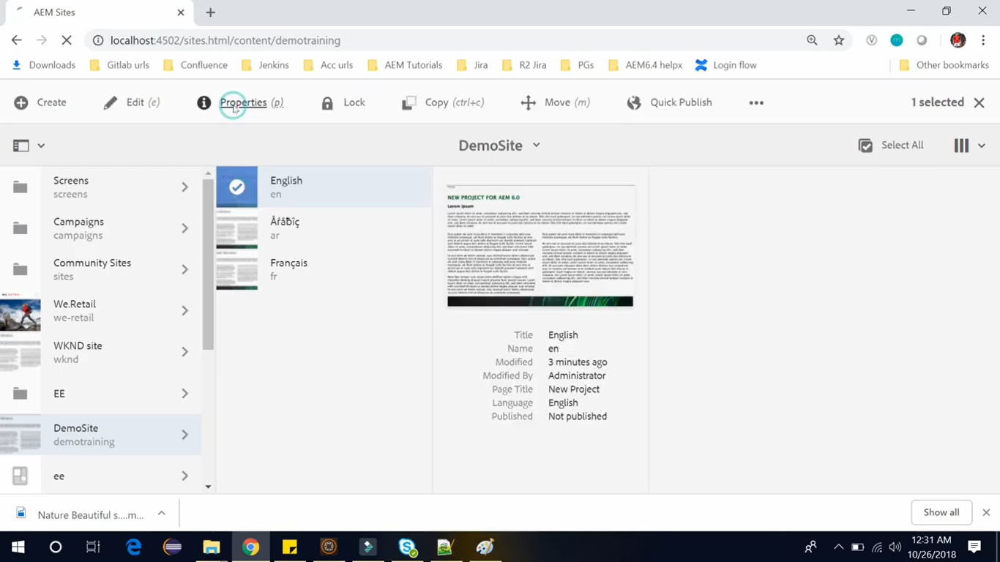 AEM Sites
localhost:4502/sites.html/content/demotraining
Downloads Gitlab urls Confluence Jenkins Acc urls AEM Tutorials Jira R2 Jira PGs AEM6.4 helpx Login flow Other bookmarks
Create Edit (e) Properties (p) Lock Copy (ctrl+c) Move (m) Quick Publish ••• 1 selected
DemoSite
Select All
Screens
screens
Campaigns
campaigns
Community Sites
sites
We.Retail
we-retail
WKND site
wknd
EE
DemoSite
demotraining
ee
English
en
Åŕåƀîç
ar
Français
fr
NEW PROJECT FOR AEM 6.0
Lorem Ipsum
Title English
Name en
Modified 3 minutes ago
Modified By Administrator
Page Title New Project
Language English
Published Not published
Nature Beautiful s....m...
Show all
12:31 AM
10/26/2018